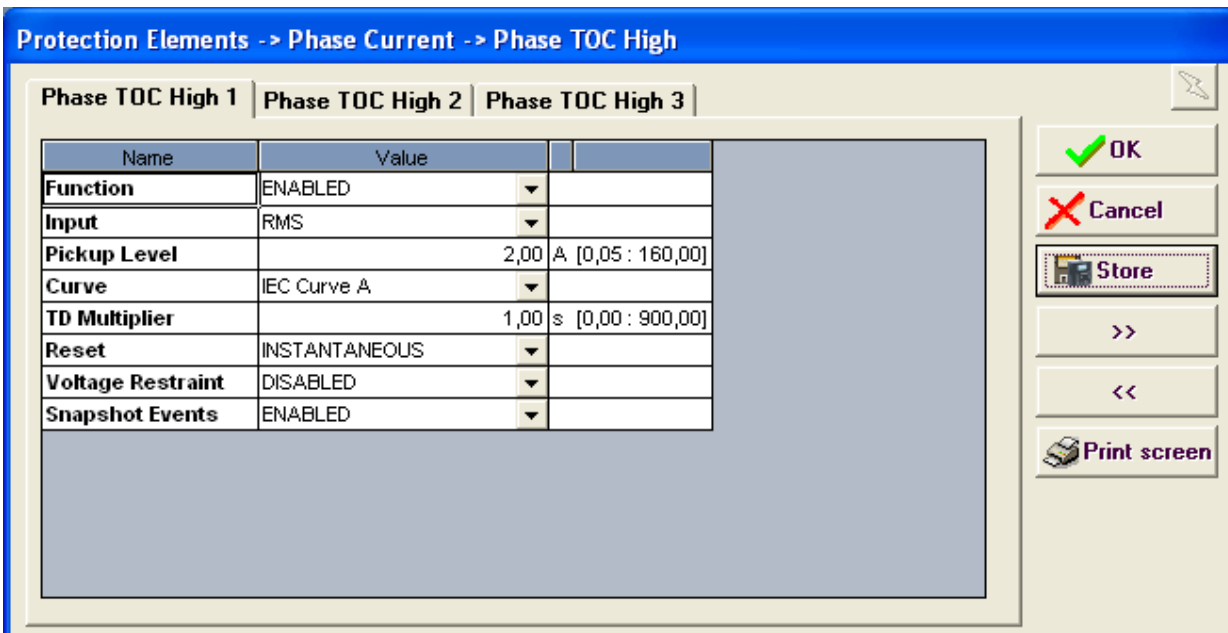 Protection Elements -> Phase Current -> Phase TOC High
Phase TOC High 1 Phase TOC High 2 Phase TOC High 3
Name Value
Function ENABLED
Input RMS
Pickup Level 2,00 A [0,05 : 160,00]
Curve IEC Curve A
TD Multiplier 1,00 s [0,00 : 900,00]
Reset INSTANTANEOUS
Voltage Restraint DISABLED
Snapshot Events ENABLED
OK
Cancel
Store
>>
<<
Print screen